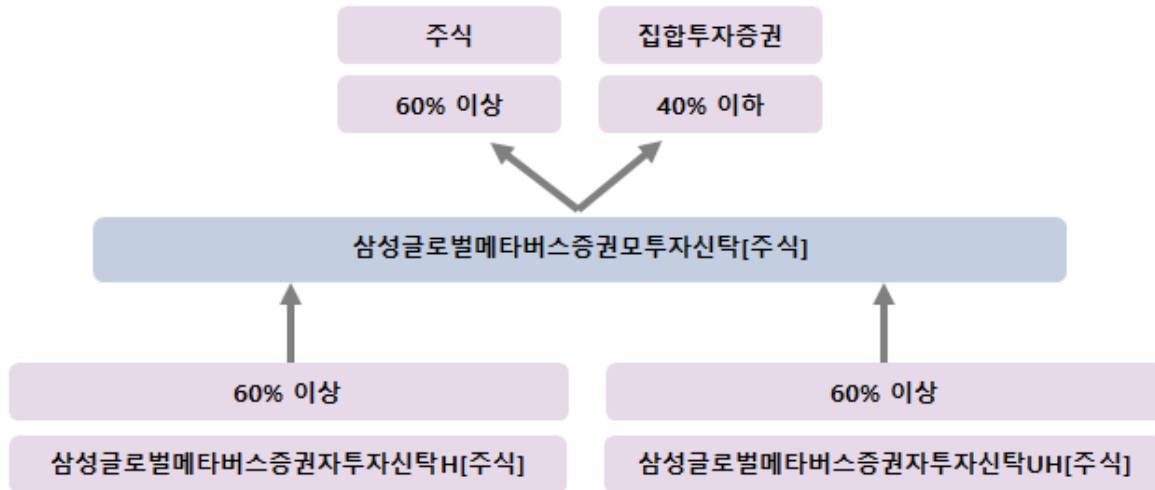 주식
집합투자증권
60% 이상
40% 이하
삼성글로벌메타버스증권모투자신탁[주식]
60% 이상
60% 이상
삼성글로벌메타버스증권자투자신탁H[주식]
삼성글로벌메타버스증권자투자신탁UH[주식]